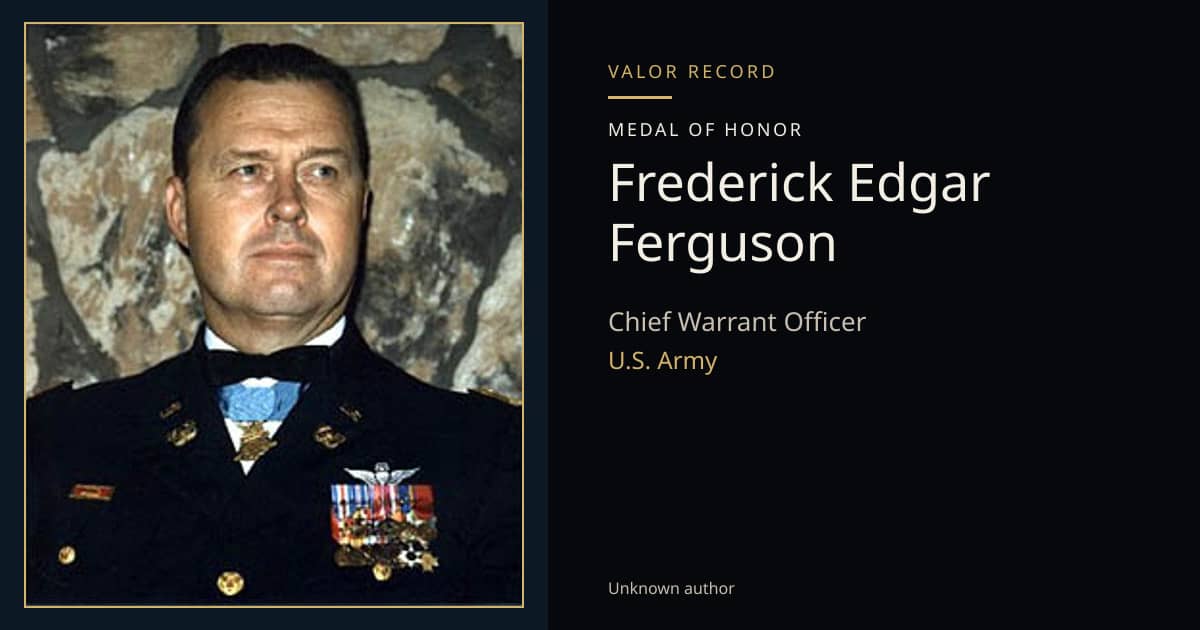 VALOR RECORD
MEDAL OF HONOR
Frederick Edgar
Ferguson
Chief Warrant Officer
U.S. Army
Unknown author